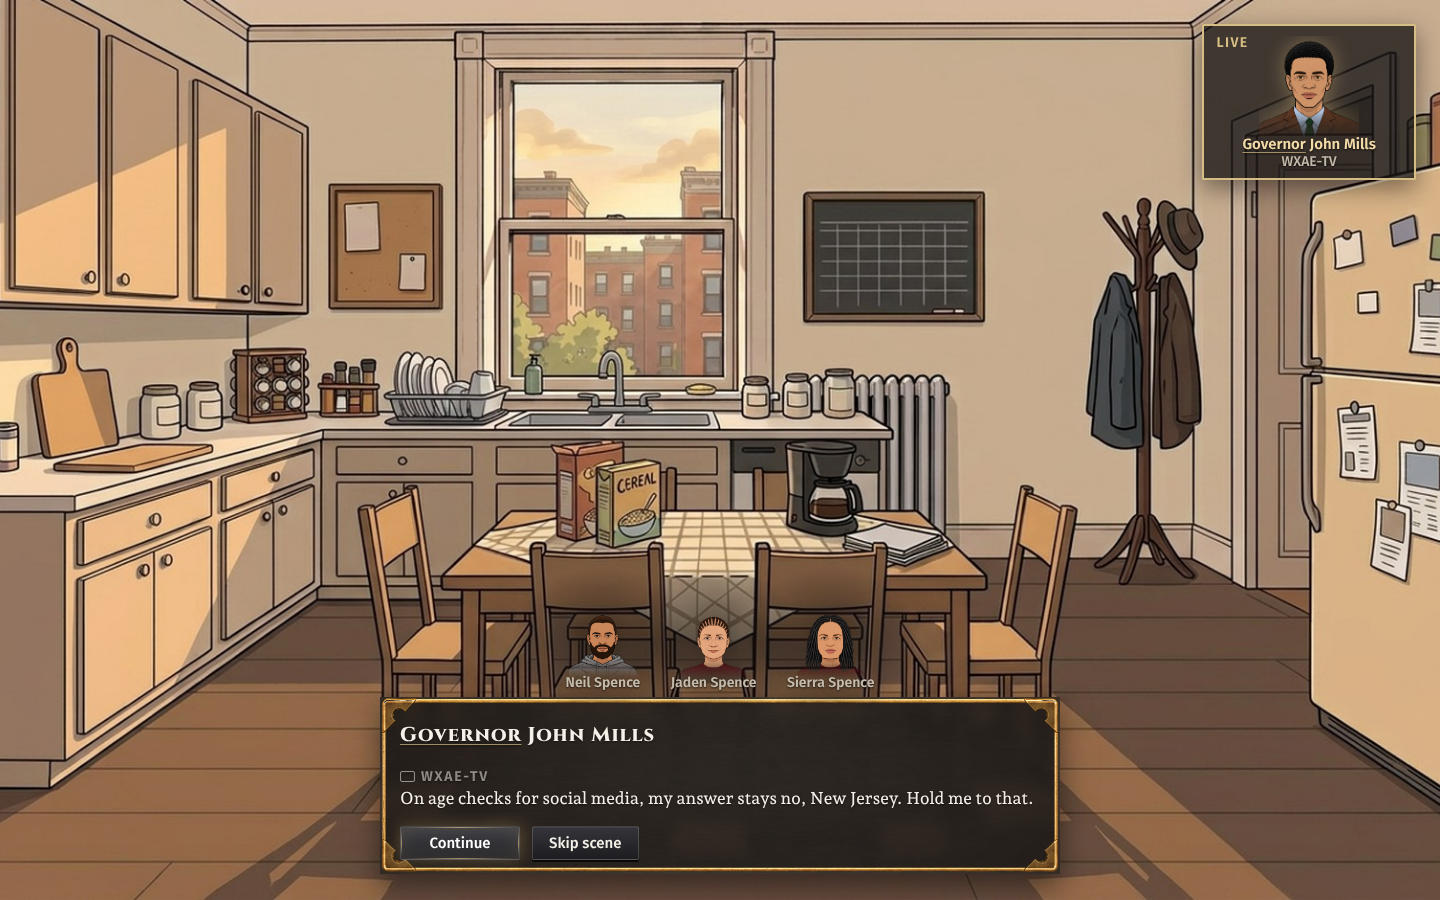 LIVE
Governor John Mills
WXAE-TV
CEREAL
Neil Spence
Jaden Spence
Sierra Spence
Governor John Mills
WXAE-TV
On age checks for social media, my answer stays no, New Jersey. Hold me to that.
Continue
Skip scene